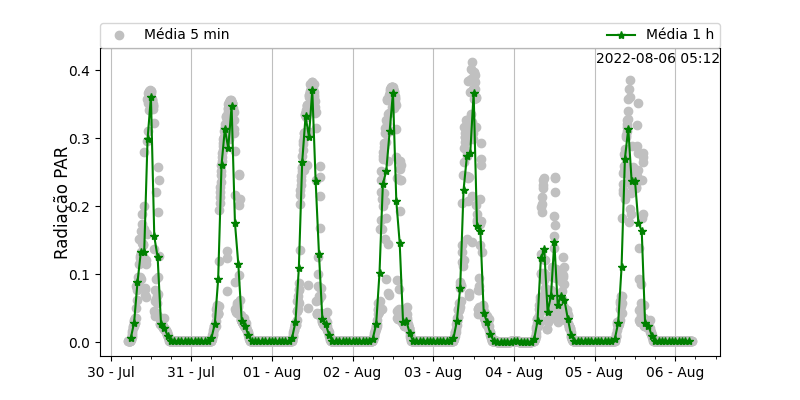 Média 5 min
Média 1 h
2022-08-06 05:12
Radiação PAR
0.4
0.3
0.2
0.1
0.0
30 - Jul
31 - Jul
01 - Aug
02 - Aug
03 - Aug
04 - Aug
05 - Aug
06 - Aug